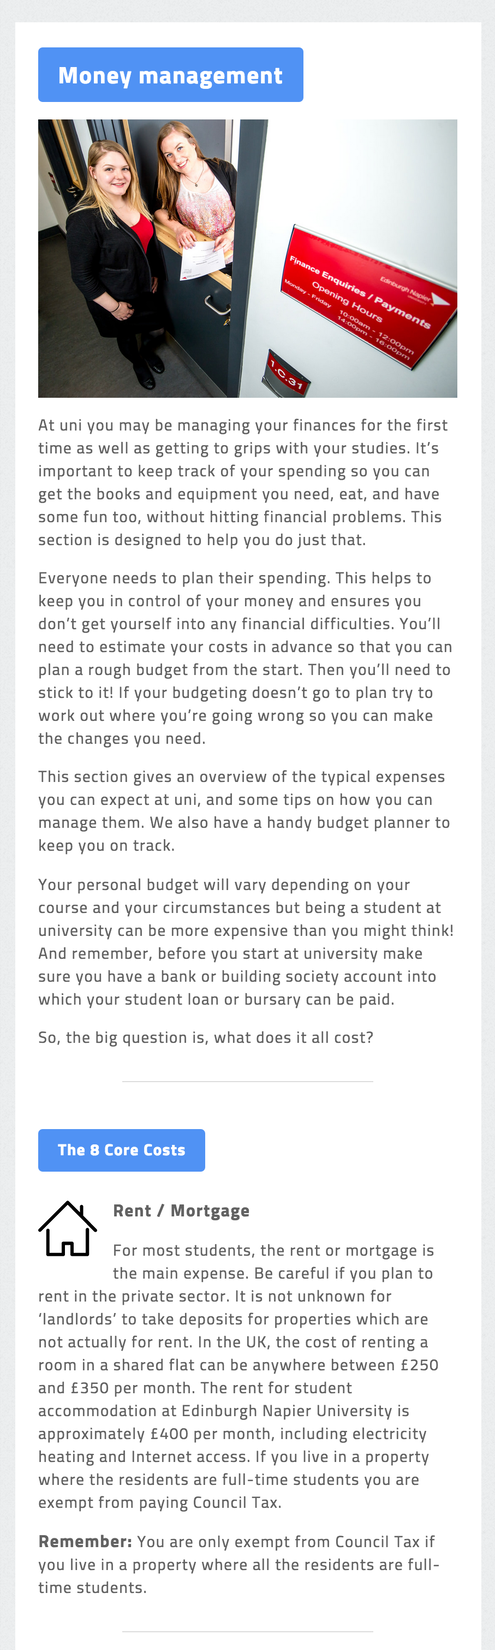 Money management
Finance Enquiries / Payments
Edinburgh Napier
Opening Hours
Monday - Friday
10:00am - 12:00pm
14:00pm - 16:00pm
1.C.31
At uni you may be managing your finances for the first
time as well as getting to grips with your studies. It’s
important to keep track of your spending so you can
get the books and equipment you need, eat, and have
some fun too, without hitting financial problems. This
section is designed to help you do just that.
Everyone needs to plan their spending. This helps to
keep you in control of your money and ensures you
don’t get yourself into any financial difficulties. You’ll
need to estimate your costs in advance so that you can
plan a rough budget from the start. Then you’ll need to
stick to it! If your budgeting doesn’t go to plan try to
work out where you’re going wrong so you can make
the changes you need.
This section gives an overview of the typical expenses
you can expect at uni, and some tips on how you can
manage them. We also have a handy budget planner to
keep you on track.
Your personal budget will vary depending on your
course and your circumstances but being a student at
university can be more expensive than you might think!
And remember, before you start at university make
sure you have a bank or building society account into
which your student loan or bursary can be paid.
So, the big question is, what does it all cost?
The 8 Core Costs
Rent / Mortgage
For most students, the rent or mortgage is
the main expense. Be careful if you plan to
rent in the private sector. It is not unknown for
‘landlords’ to take deposits for properties which are
not actually for rent. In the UK, the cost of renting a
room in a shared flat can be anywhere between £250
and £350 per month. The rent for student
accommodation at Edinburgh Napier University is
approximately £400 per month, including electricity
heating and Internet access. If you live in a property
where the residents are full-time students you are
exempt from paying Council Tax.
Remember: You are only exempt from Council Tax if
you live in a property where all the residents are full-
time students.